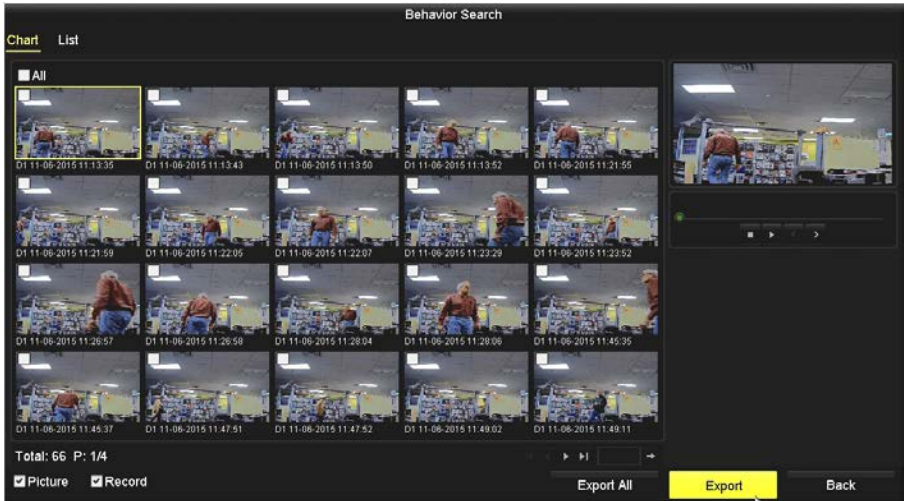 Behavior Search
Chart List
All
D1 11-06-2015 11:13:35 D1 11-06-2015 11:13:43 D1 11-06-2015 11:13:50 D1 11-06-2015 11:13:52 D1 11-06-2015 11:21:55
D1 11-06-2015 11:21:59 D1 11-06-2015 11:22:05 D1 11-06-2015 11:22:07 D1 11-06-2015 11:23:29 D1 11-06-2015 11:23:52
D1 11-06-2015 11:26:57 D1 11-06-2015 11:26:58 D1 11-06-2015 11:28:04 D1 11-06-2015 11:28:06 D1 11-06-2015 11:45:35
D1 11-06-2015 11:45:37 D1 11-06-2015 11:47:51 D1 11-06-2015 11:47:52 D1 11-06-2015 11:49:02 D1 11-06-2015 11:49:11
Total: 66 P: 1/4
Picture Record Export All Export Back